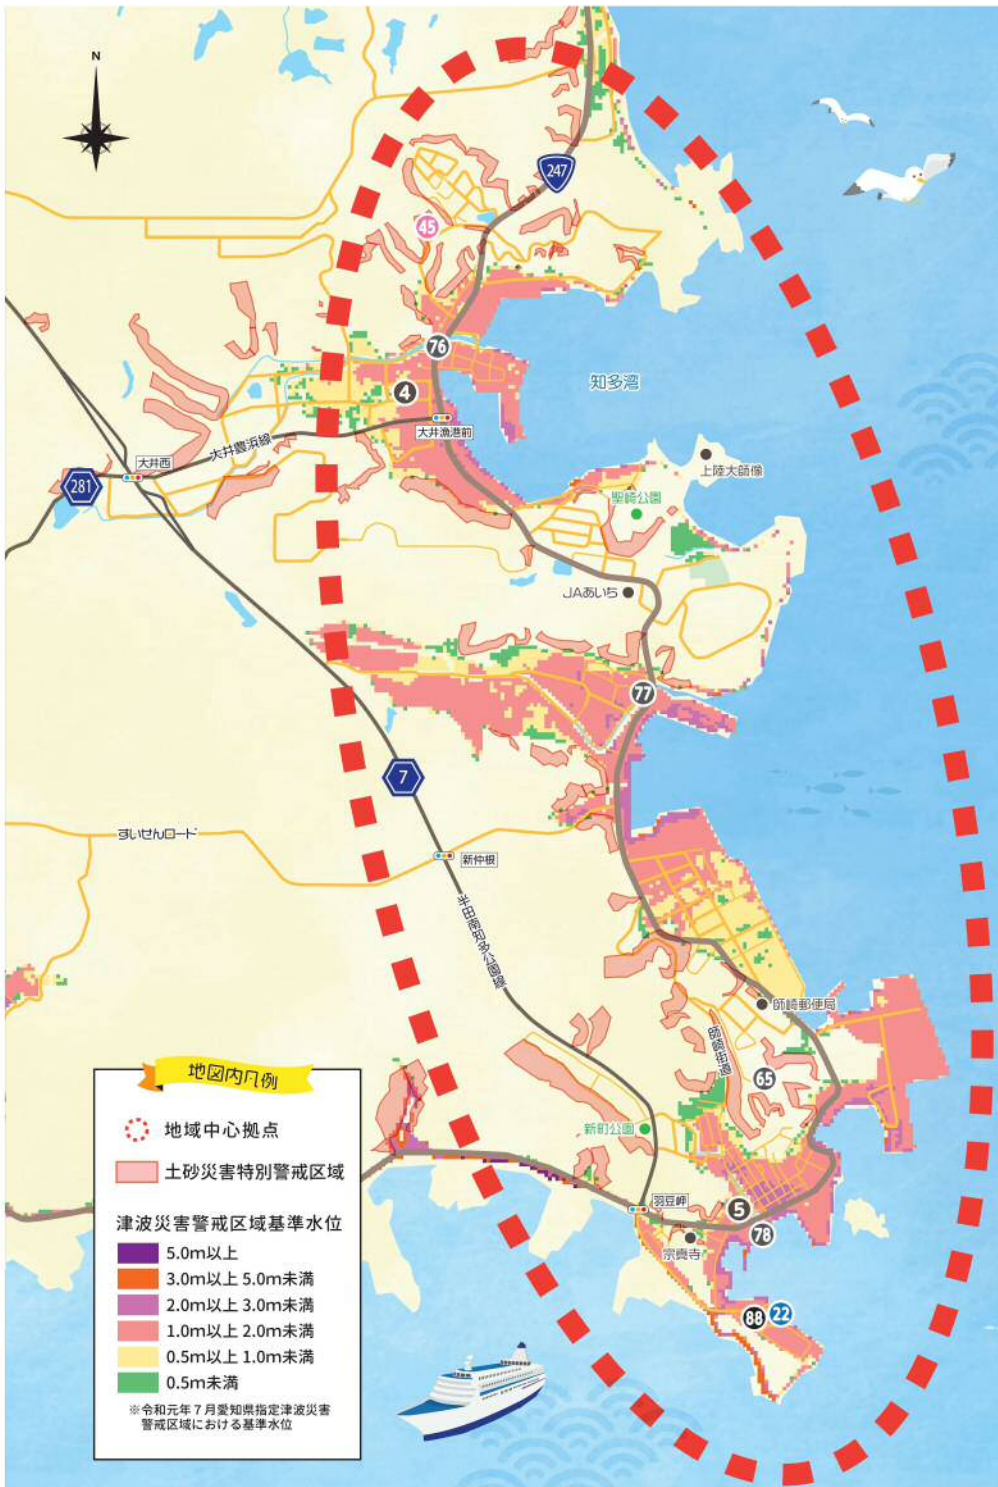 N
247
45
76
知多湾
4
大井漁港前
大井豊浜線
大井西
281
上陸大師像
聖崎公園
JAあいち
77
7
すいせんロード
新仲根
半田南知多公園線
師崎郵便局
師崎街道
65
新町公園
羽豆岬
5
78
宗真寺
88
22
地図内凡例
地域中心拠点
土砂災害特別警戒区域
津波災害警戒区域基準水位
5.0m以上
3.0m以上 5.0m未満
2.0m以上 3.0m未満
1.0m以上 2.0m未満
0.5m以上 1.0m未満
0.5m未満
※令和元年7月愛知県指定津波災害
警戒区域における基準水位